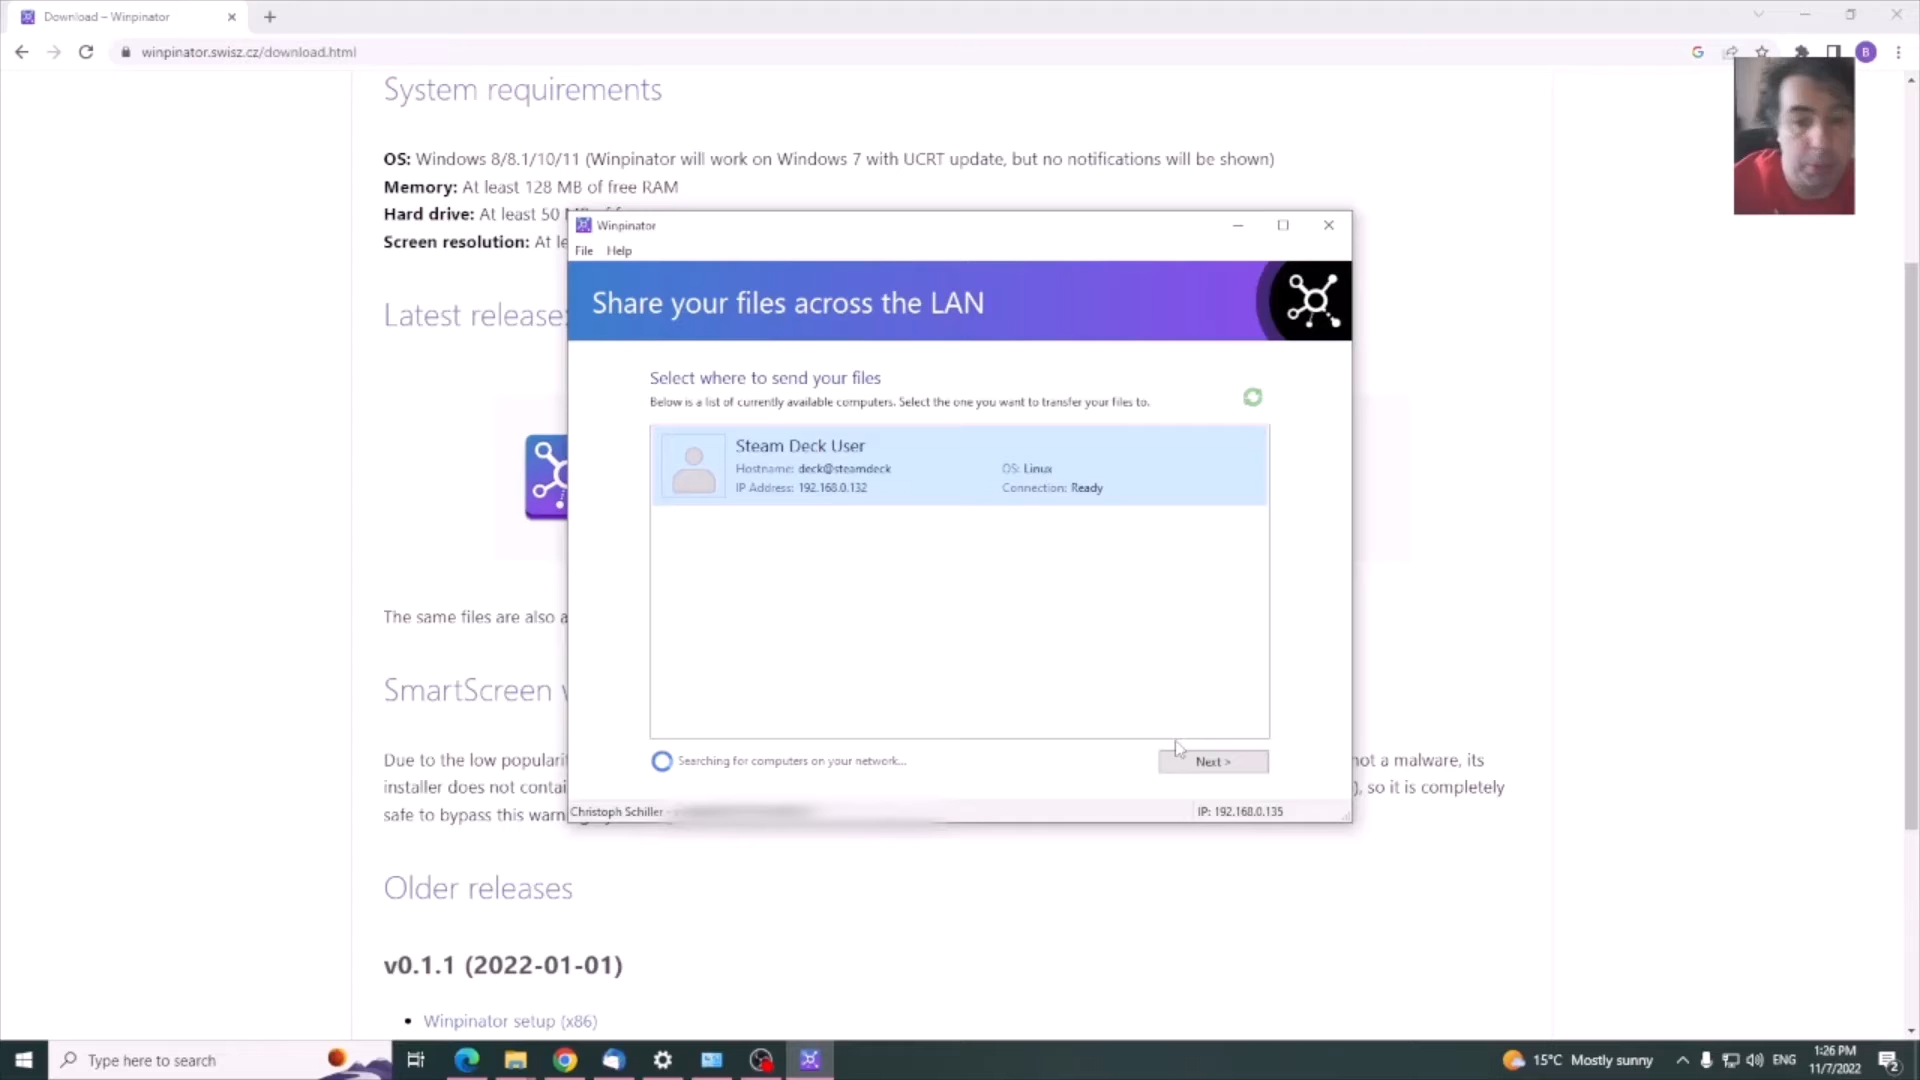 Download – Winpinator
winpinator.swisz.cz/download.html
B
System requirements
OS: Windows 8/8.1/10/11 (Winpinator will work on Windows 7 with UCRT update, but no notifications will be shown)
Memory: At least 128 MB of free RAM
Hard drive: At least 50
Screen resolution: At
Winpinator
File Help
Share your files across the LAN
Latest release
Select where to send your files
Below is a list of currently available computers. Select the one you want to transfer your files to.
Steam Deck User
Hostname: deck@steamdeck
OS: Linux
IP Address: 192.168.0.132
Connection: Ready
The same files are also
SmartScreen
Searching for computers on your network...
Next >
Due to the low
not a malware, its
installer does not
, so it is completely
safe to bypass this
Christoph Schiller -
IP: 192.168.0.135
Older releases
v0.1.1 (2022-01-01)
• Winpinator setup (x86)
Type here to search
15°C Mostly sunny
ENG
1:26 PM
11/7/2022
2